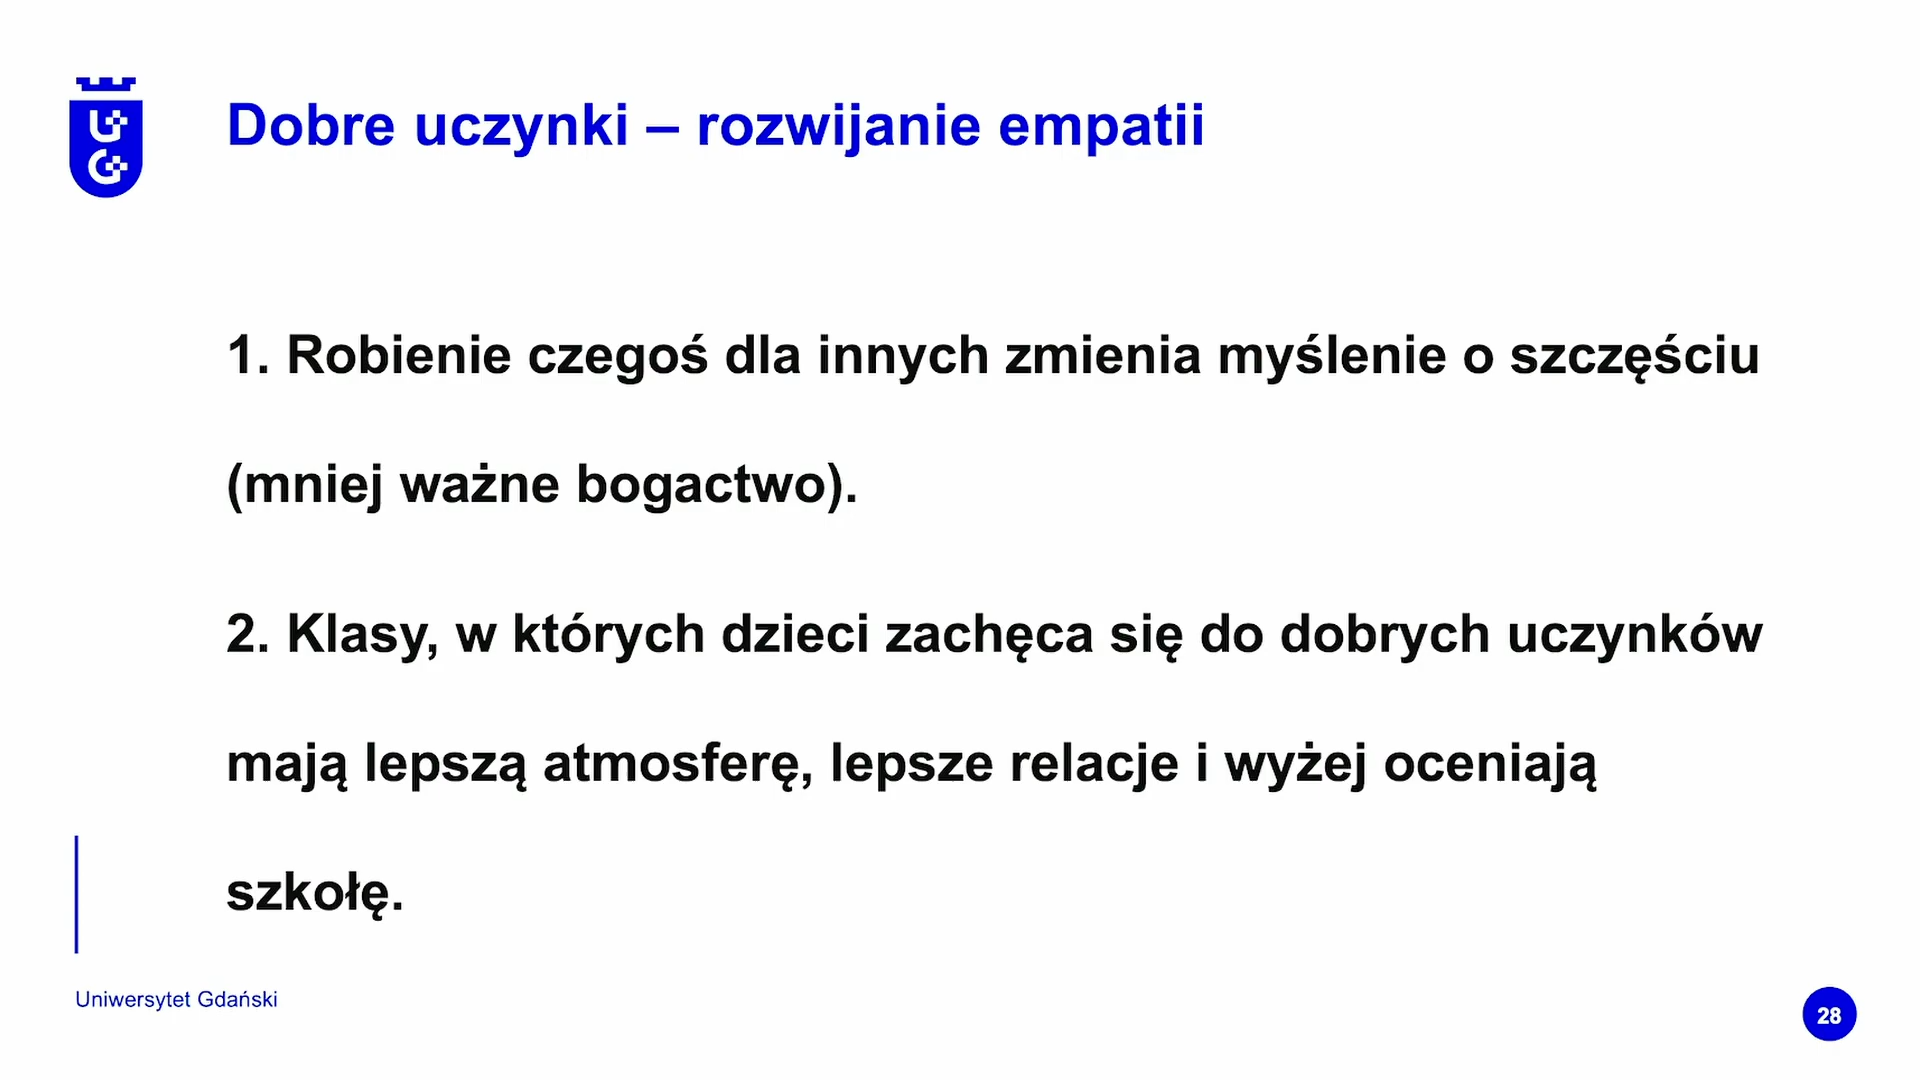 UG
Dobre uczynki – rozwijanie empatii
1. Robienie czegoś dla innych zmienia myślenie o szczęściu
(mniej ważne bogactwo).
2. Klasy, w których dzieci zachęca się do dobrych uczynków
mają lepszą atmosferę, lepsze relacje i wyżej oceniają
szkołę.
Uniwersytet Gdański
28